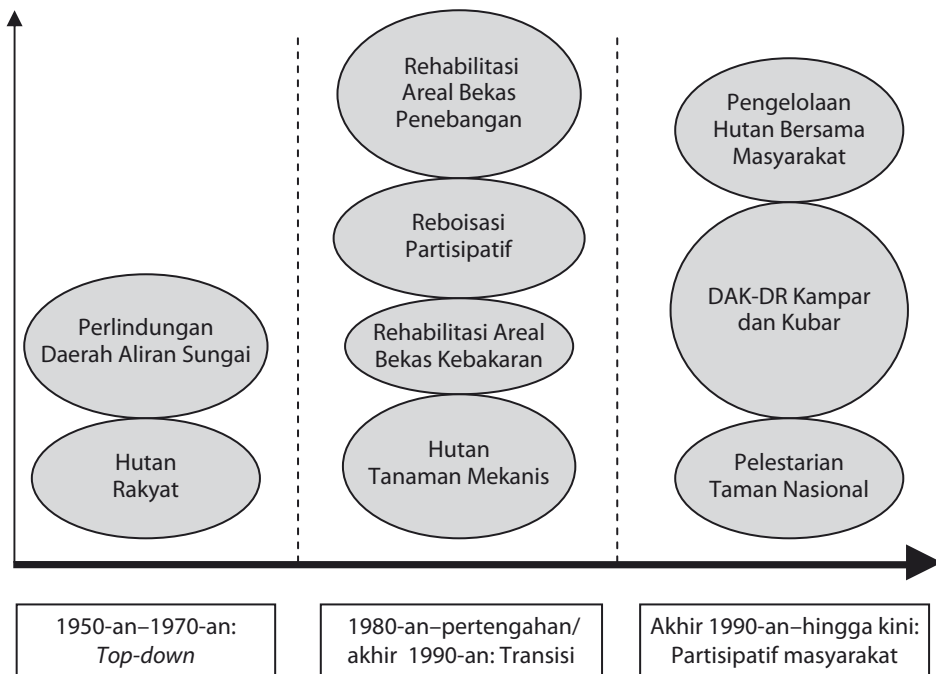 Perlindungan
Daerah Aliran Sungai
Hutan
Rakyat
Rehabilitasi
Areal Bekas
Penebangan
Reboisasi
Partisipatif
Rehabilitasi Areal
Bekas Kebakaran
Hutan
Tanaman Mekanis
Pengelolaan
Hutan Bersama
Masyarakat
DAK-DR Kampar
dan Kubar
Pelestarian
Taman Nasional
1950-an–1970-an:
Top-down
1980-an–pertengahan/
akhir 1990-an: Transisi
Akhir 1990-an–hingga kini:
Partisipatif masyarakat